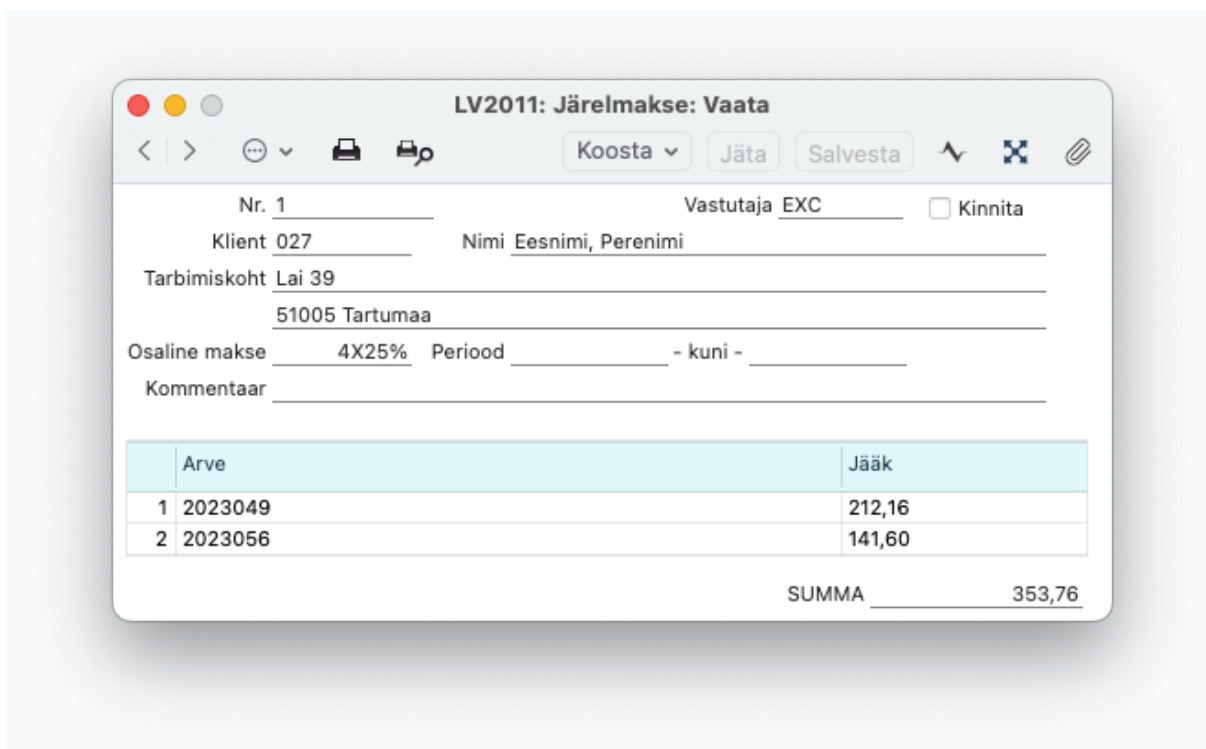 LV2011: Järelmakse: Vaata
Koosta Jäta Salvesta
Nr. 1 Vastutaja EXC Kinnita
Klient 027 Nimi Eesnimi, Perenimi
Tarbimiskoht Lai 39
51005 Tartumaa
Osaline makse 4X25% Periood - kuni -
Kommentaar
Arve Jääk
1 2023049 212,16
2 2023056 141,60
SUMMA 353,76